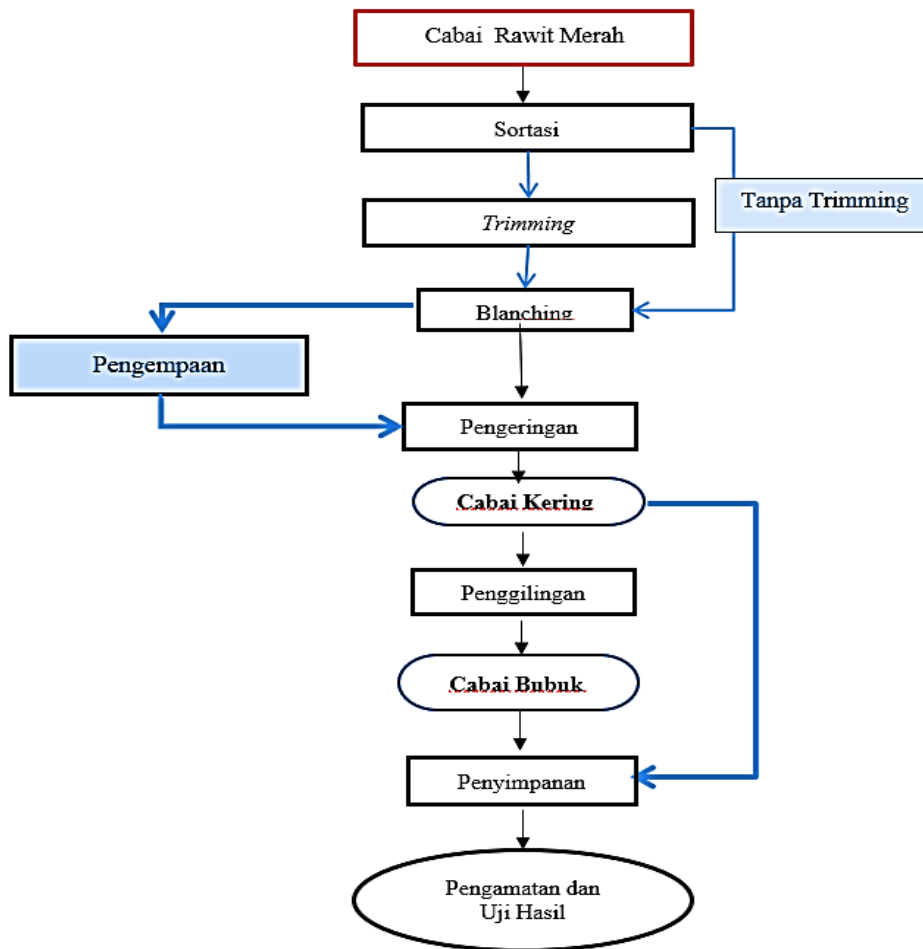 Cabai Rawit Merah
Sortasi
Tanpa Trimming
Trimming
Blanching
Pengempaan
Pengeringan
Cabai Kering
Penggilingan
Cabai Bubuk
Penyimpanan
Pengamatan dan
Uji Hasil